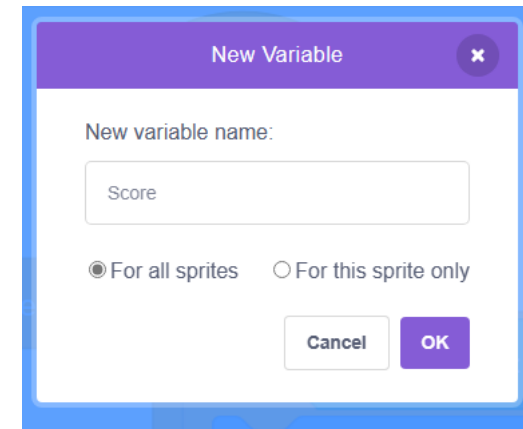 New Variable
New variable name:
Score
For all sprites
For this sprite only
Cancel
OK